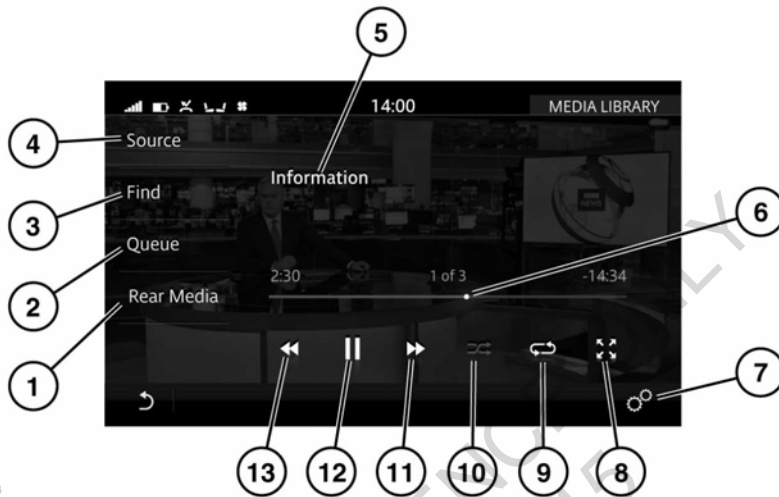 5
14:00 MEDIA LIBRARY
4 Source
Information
3 Find
NEWS
6
Queue
2
2:30 1 of 3 -14:34
Rear Media
1
7
13 12 11 10 9 8